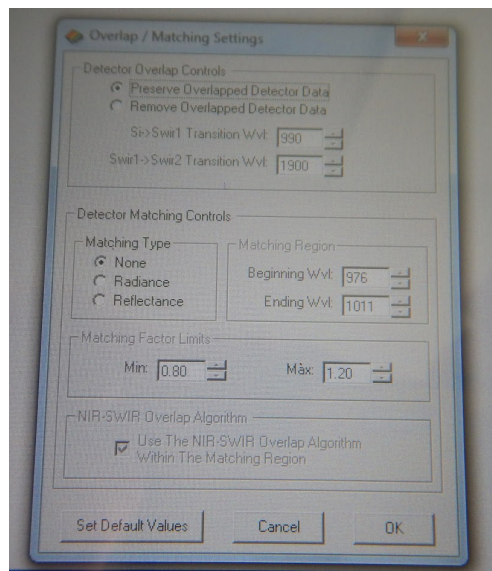 Overlap / Matching Settings
Detector Overlap Controls
Preserve Overlapped Detector Data
Remove Overlapped Detector Data
Si->Swir1 Transition Wvl: 990
Swir1->Swir2 Transition Wvl: 1900
Detector Matching Controls
Matching Type
None
Radiance
Reflectance
Matching Region
Beginning Wvl: 976
Ending Wvl: 1011
Matching Factor Limits
Min: 0.80
Max: 1.20
NIR-SWIR Overlap Algorithm
Use The NIR-SWIR Overlap Algorithm
Within The Matching Region
Set Default Values
Cancel
OK